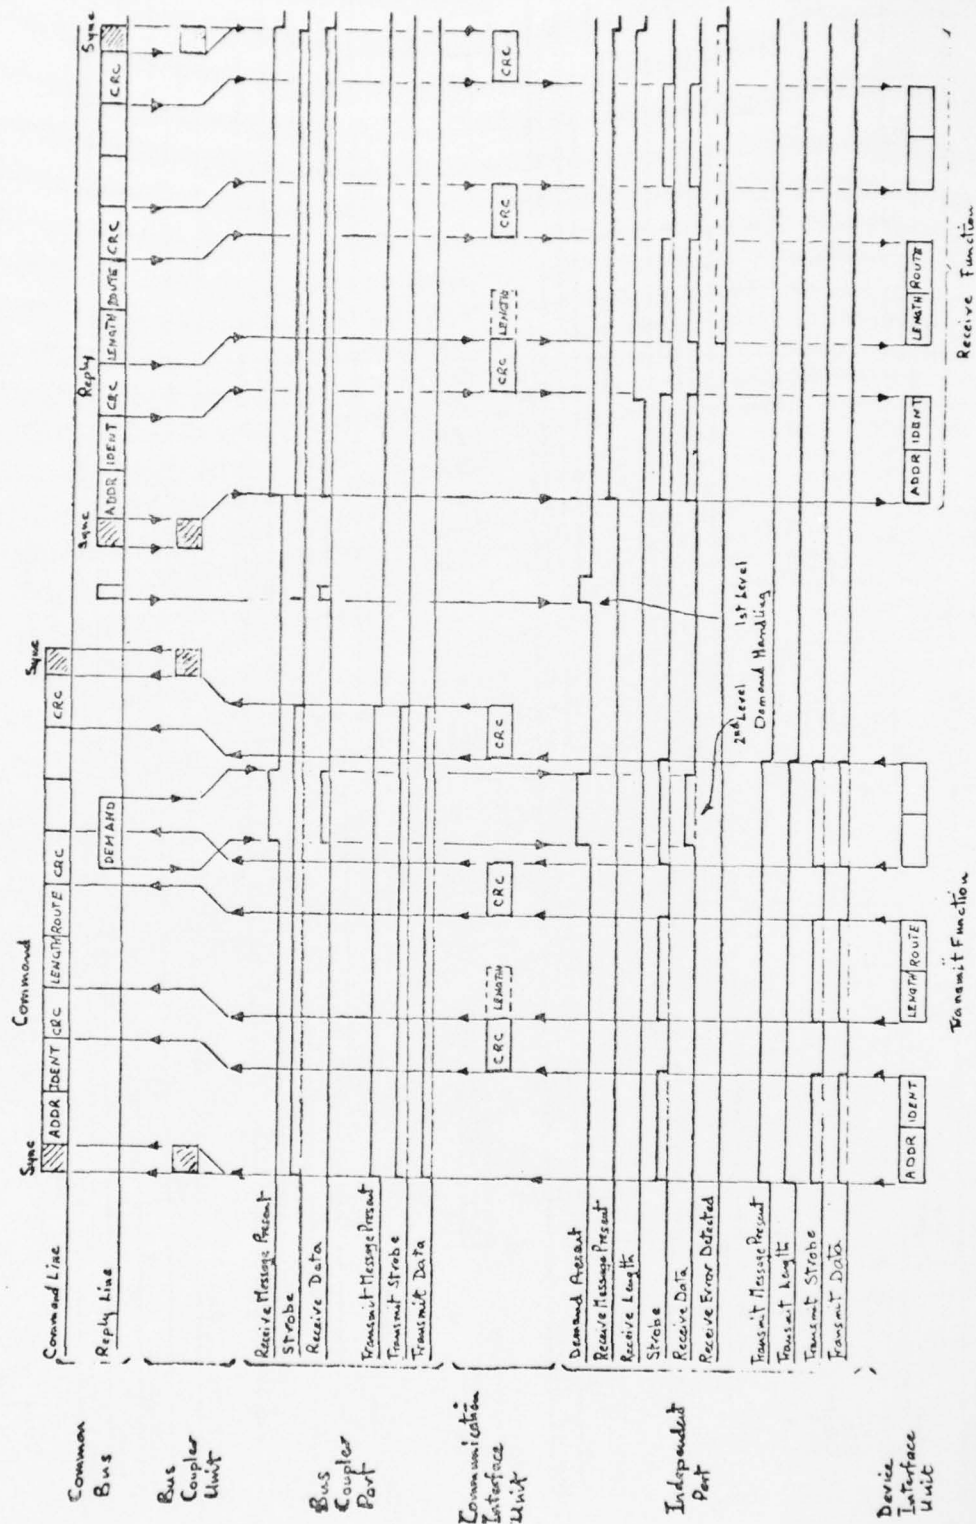 Common Bus
Command Line
Reply Line
Sync
Command
ADDR IDENT CRC LENGTH ROUTE CRC
CRC
Sync
DEMAND
Sync
Reply
ADDR IDENT CRC LENGTH ROUTE CRC
CRC
Sync
Bus Coupler Unit
Bus Coupler Port
Receive Message Present
Strobe
Receive Data
Transmit Message Present
Transmit Strobe
Transmit Data
Communication Interface Unit
CRC LENGTH
CRC
CRC
CRC LENGTH
CRC
CRC
Independent Port
Demand Present
Receive Message Present
Receive Length
Strobe
Receive Data
Receive Error Detected
Transmit Message Present
Transmit Length
Transmit Strobe
Transmit Data
2nd Level 1st Level
Demand Handling
Device Interface Unit
ADDR IDENT
LENGTH ROUTE
ADDR IDENT
LENGTH ROUTE
Transmit Function
Receive Function